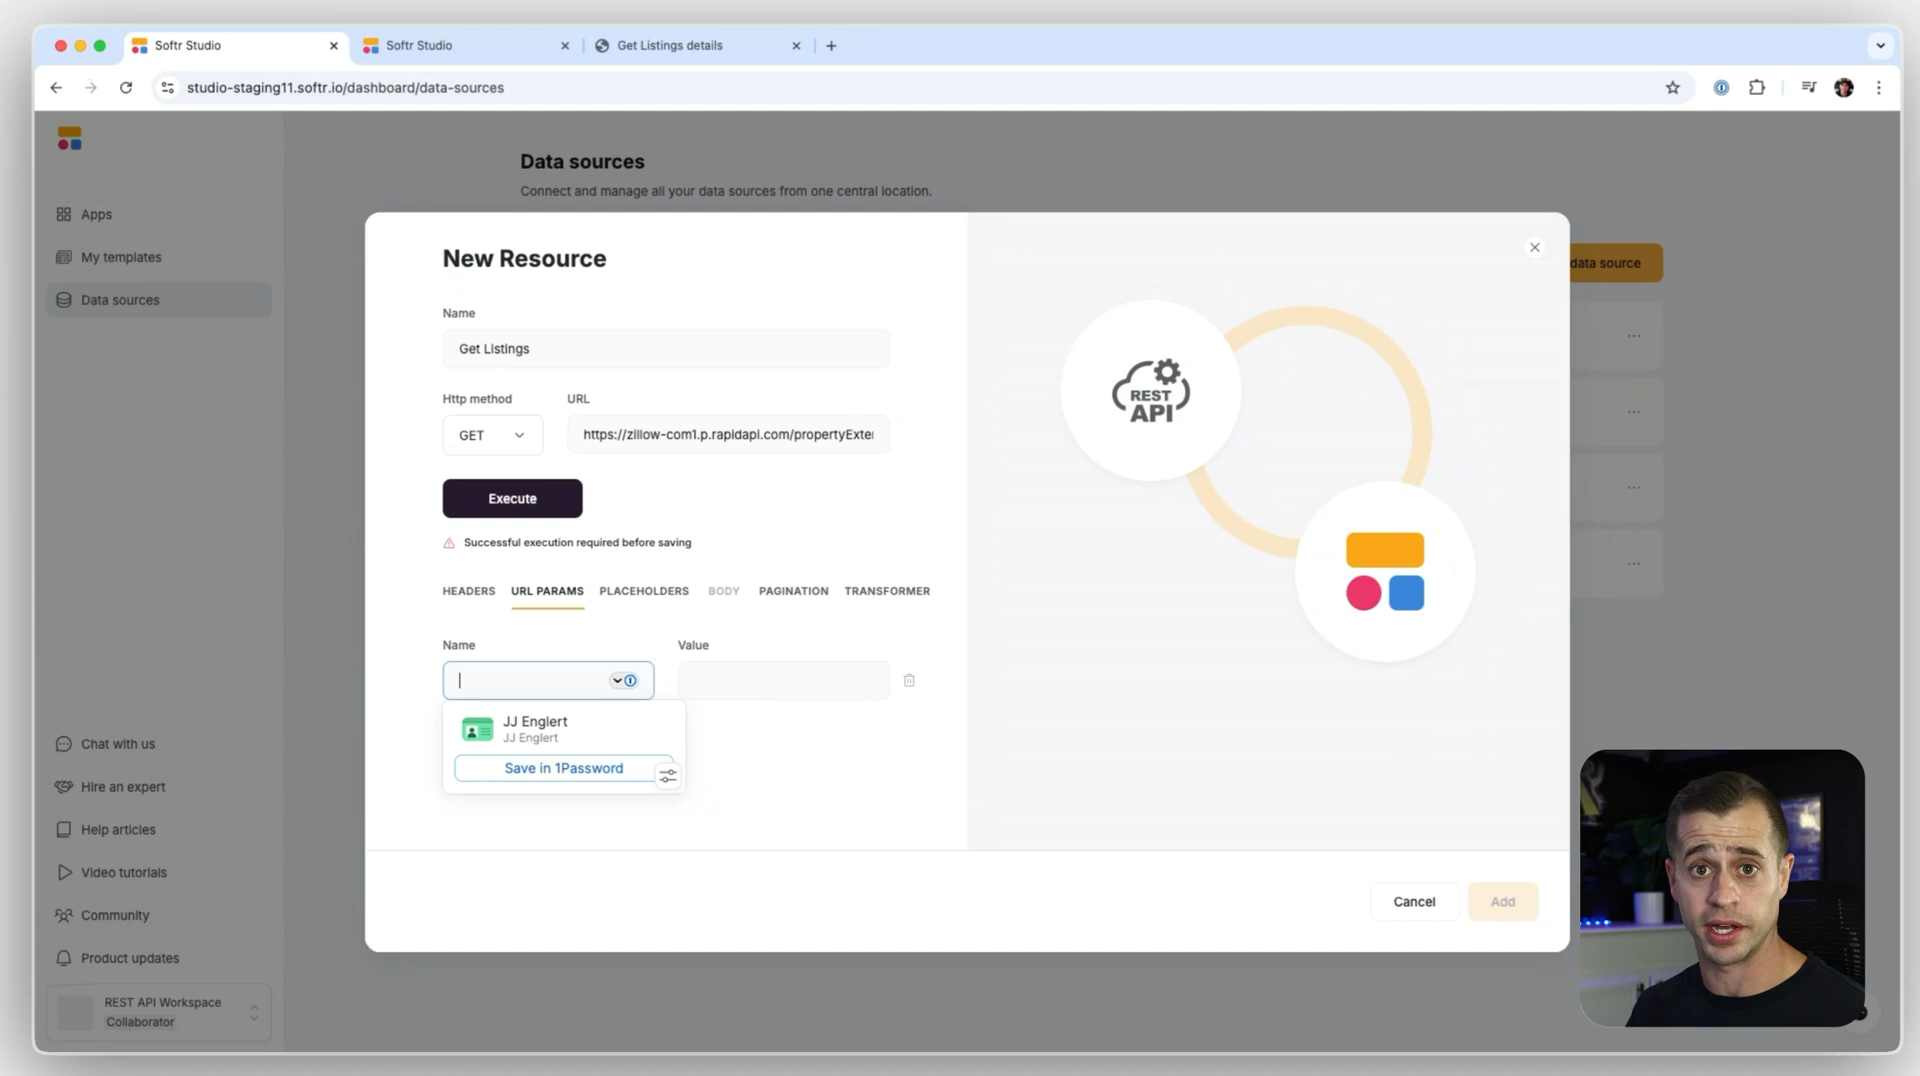 Softr Studio
Softr Studio
Get Listings details
studio-staging11.softr.io/dashboard/data-sources
Data sources
Connect and manage all your data sources from one central location.
data source
Apps
My templates
Data sources
New Resource
Name
Get Listings
Http method
URL
GET
https://zillow-com1.p.rapidapi.com/propertyExte
Execute
Successful execution required before saving
HEADERS URL PARAMS PLACEHOLDERS BODY PAGINATION TRANSFORMER
Name
Value
JJ Englert
JJ Englert
Save in 1Password
REST
API
Cancel
Add
Chat with us
Hire an expert
Help articles
Video tutorials
Community
Product updates
REST API Workspace
Collaborator